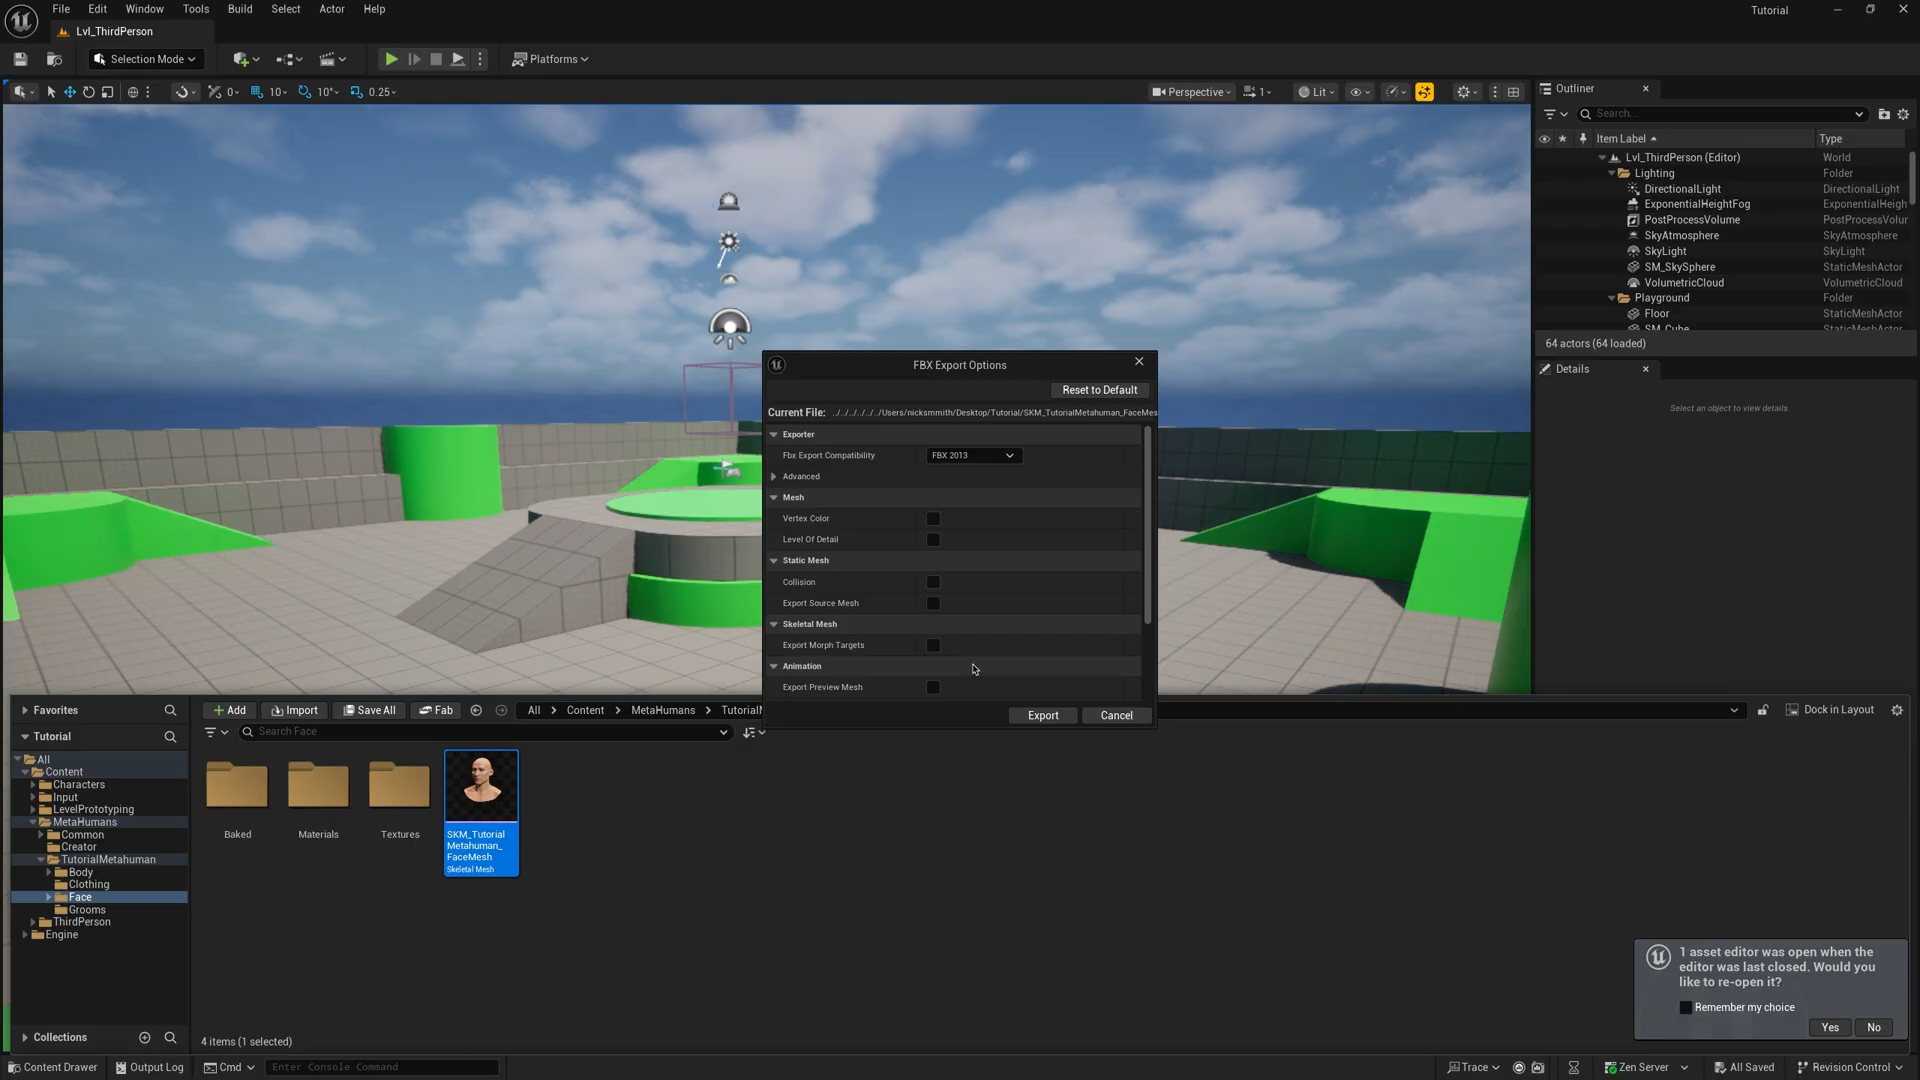 File Edit Window Tools Build Select Actor Help
Tutorial
Lvl_ThirdPerson
Selection Mode
Platforms
0 10 10° 0.25
Perspective 1 Lit
Outliner
Search...
Item Label Type
Lvl_ThirdPerson (Editor) World
Lighting Folder
DirectionalLight DirectionalLight
ExponentialHeightFog ExponentialHeigh
PostProcessVolume PostProcessVolur
SkyAtmosphere SkyAtmosphere
SkyLight SkyLight
SM_SkySphere StaticMeshActor
VolumetricCloud VolumetricCloud
Playground Folder
Floor StaticMeshActor
SM_Cube StaticMeshActor
64 actors (64 loaded)
Details
Select an object to view details.
FBX Export Options
Reset to Default
Current File: ../../../../../../Users/nicksmmith/Desktop/Tutorial/SKM_TutorialMetahuman_FaceMes
Exporter
Fbx Export Compatibility FBX 2013
Advanced
Mesh
Vertex Color
Level Of Detail
Static Mesh
Collision
Export Source Mesh
Skeletal Mesh
Export Morph Targets
Animation
Export Preview Mesh
Export Cancel
Favorites
Tutorial
All
Content
Characters
Input
LevelPrototyping
MetaHumans
Common
Creator
TutorialMetahuman
Body
Clothing
Face
Grooms
ThirdPerson
Engine
Collections
Add Import Save All Fab All > Content > MetaHumans > TutorialM
Dock in Layout
Search Face
Baked
Materials
Textures
SKM_Tutorial
Metahuman_
FaceMesh
Skeletal Mesh
4 items (1 selected)
1 asset editor was open when the
editor was last closed. Would you
like to re-open it?
Remember my choice
Yes No
Content Drawer Output Log Cmd Enter Console Command
Trace Zen Server All Saved Revision Control